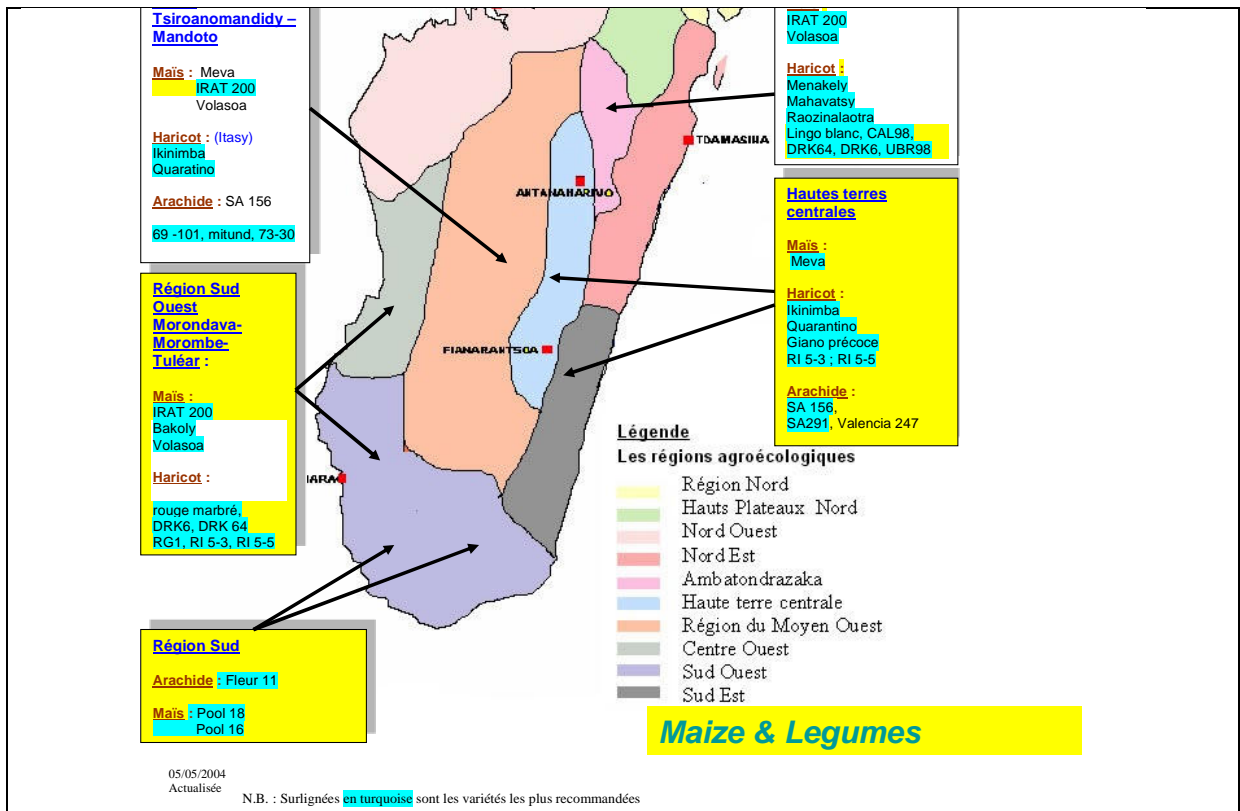 Tsiroanomandidy –
Mandoto
Maïs : Meva
IRAT 200
Volasoa
Haricot : (Itasy)
Ikinimba
Quaratino
Arachide : SA 156
69 -101, mitund, 73-30
Région Sud
Ouest
Morondava-
Morombe-
Tuléar :
Maïs :
IRAT 200
Bakoly
Volasoa
Haricot :
rouge marbré,
DRK6, DRK 64
RG1, RI 5-3, RI 5-5
Région Sud
Arachide : Fleur 11
Maïs : Pool 18
Pool 16
ANTANANARIVO
FIANARANTSOA
IARA
Maïs :
IRAT 200
Volasoa
Haricot :
Menakely
Mahavatsy
Raozinalaotra
Lingo blanc, CAL98,
DRK64, DRK6, UBR98
Hautes terres
centrales
Maïs :
Meva
Haricot :
Ikinimba
Quarantino
Giano précoce
RI 5-3 ; RI 5-5
Arachide :
SA 156,
SA291, Valencia 247
Légende
Les régions agroécologiques
Région Nord
Hauts Plateaux Nord
Nord Ouest
Nord Est
Ambatondrazaka
Haute terre centrale
Région du Moyen Ouest
Centre Ouest
Sud Ouest
Sud Est
Maize & Legumes
05/05/2004
Actualisée
N.B. : Surlignées en turquoise sont les variétés les plus recommandées